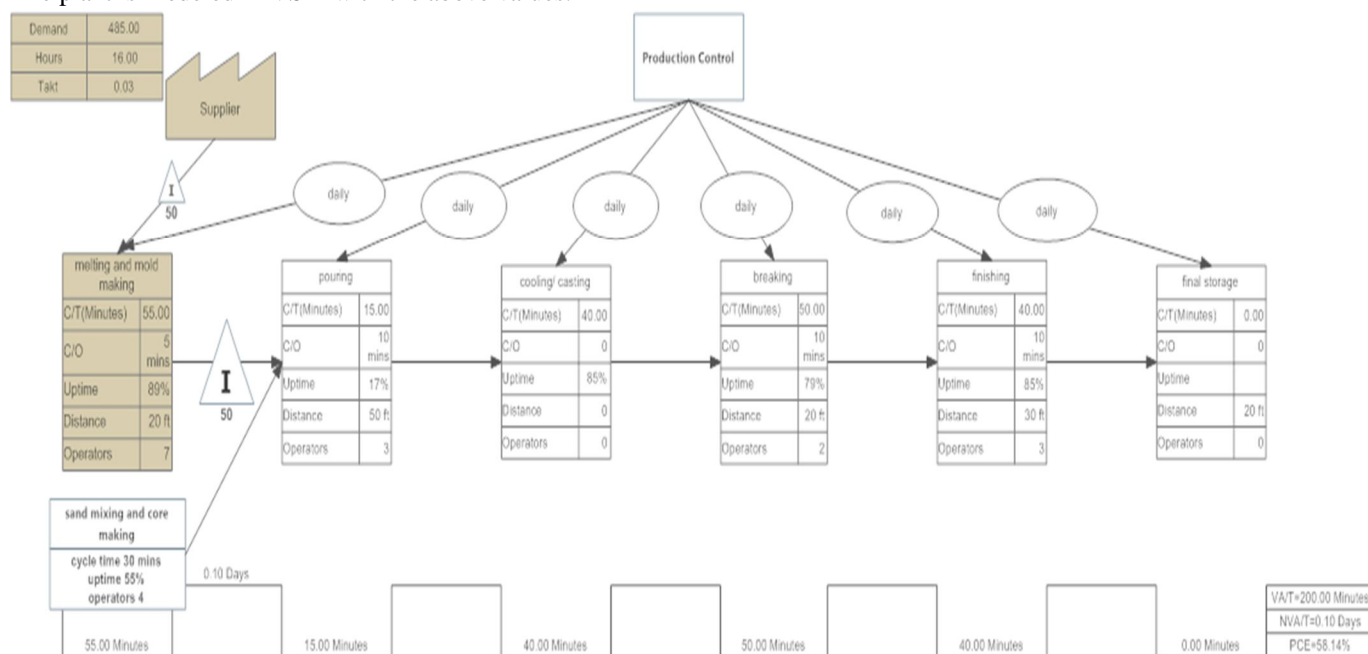 Demand 485.00
Hours 16.00
Takt 0.03
Supplier
Production Control
I
50
daily
daily
daily
daily
daily
daily
melting and mold
making
C/T(Minutes) 55.00
C/O 5
mins
Uptime 89%
Distance 20 ft
Operators 7
I
50
pouring
C/T(Minutes) 15.00
C/O 10
mins
Uptime 17%
Distance 50 ft
Operators 3
cooling/ casting
C/T(Minutes) 40.00
C/O 0
Uptime 85%
Distance 0
Operators 0
breaking
C/T(Minutes) 50.00
C/O 10
mins
Uptime 79%
Distance 20 ft
Operators 2
finishing
C/T(Minutes) 40.00
C/O 10
mins
Uptime 85%
Distance 30 ft
Operators 3
final storage
C/T(Minutes) 0.00
C/O 0
Uptime
Distance 20 ft
Operators 0
sand mixing and core
making
cycle time 30 mins
uptime 55%
operators 4
0.10 Days
55.00 Minutes
15.00 Minutes
40.00 Minutes
50.00 Minutes
40.00 Minutes
0.00 Minutes
VA/T=200.00 Minutes
NVA/T=0.10 Days
PCE=58.14%